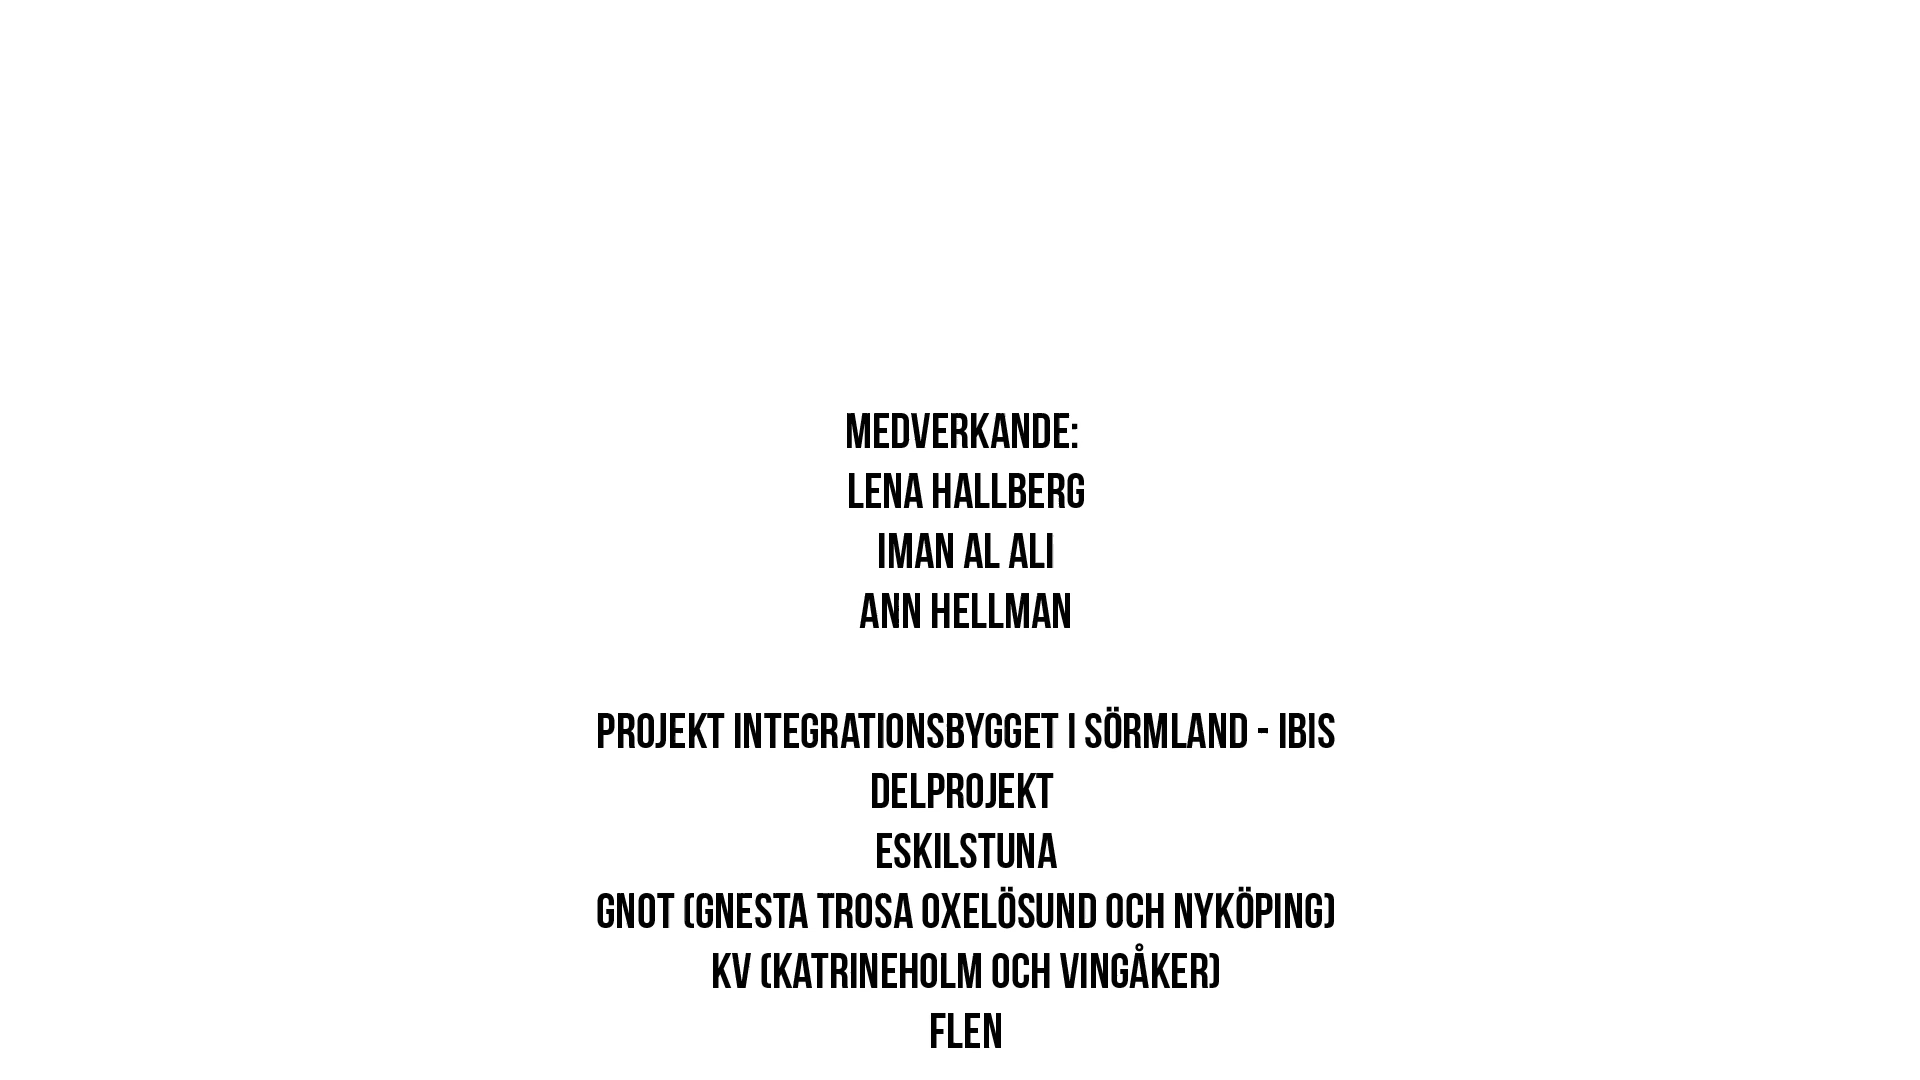 MEDVERKANDE:
LENA HALLBERG
IMAN AL ALI
ANN HELLMAN
PROJEKT INTEGRATIONSBYGGET I SÖRMLAND - IBIS
DELPROJEKT
ESKILSTUNA
GNOT (GNESTA TROSA OXELÖSUND OCH NYKÖPING)
KV (KATRINEHOLM OCH VINGÅKER)
FLEN